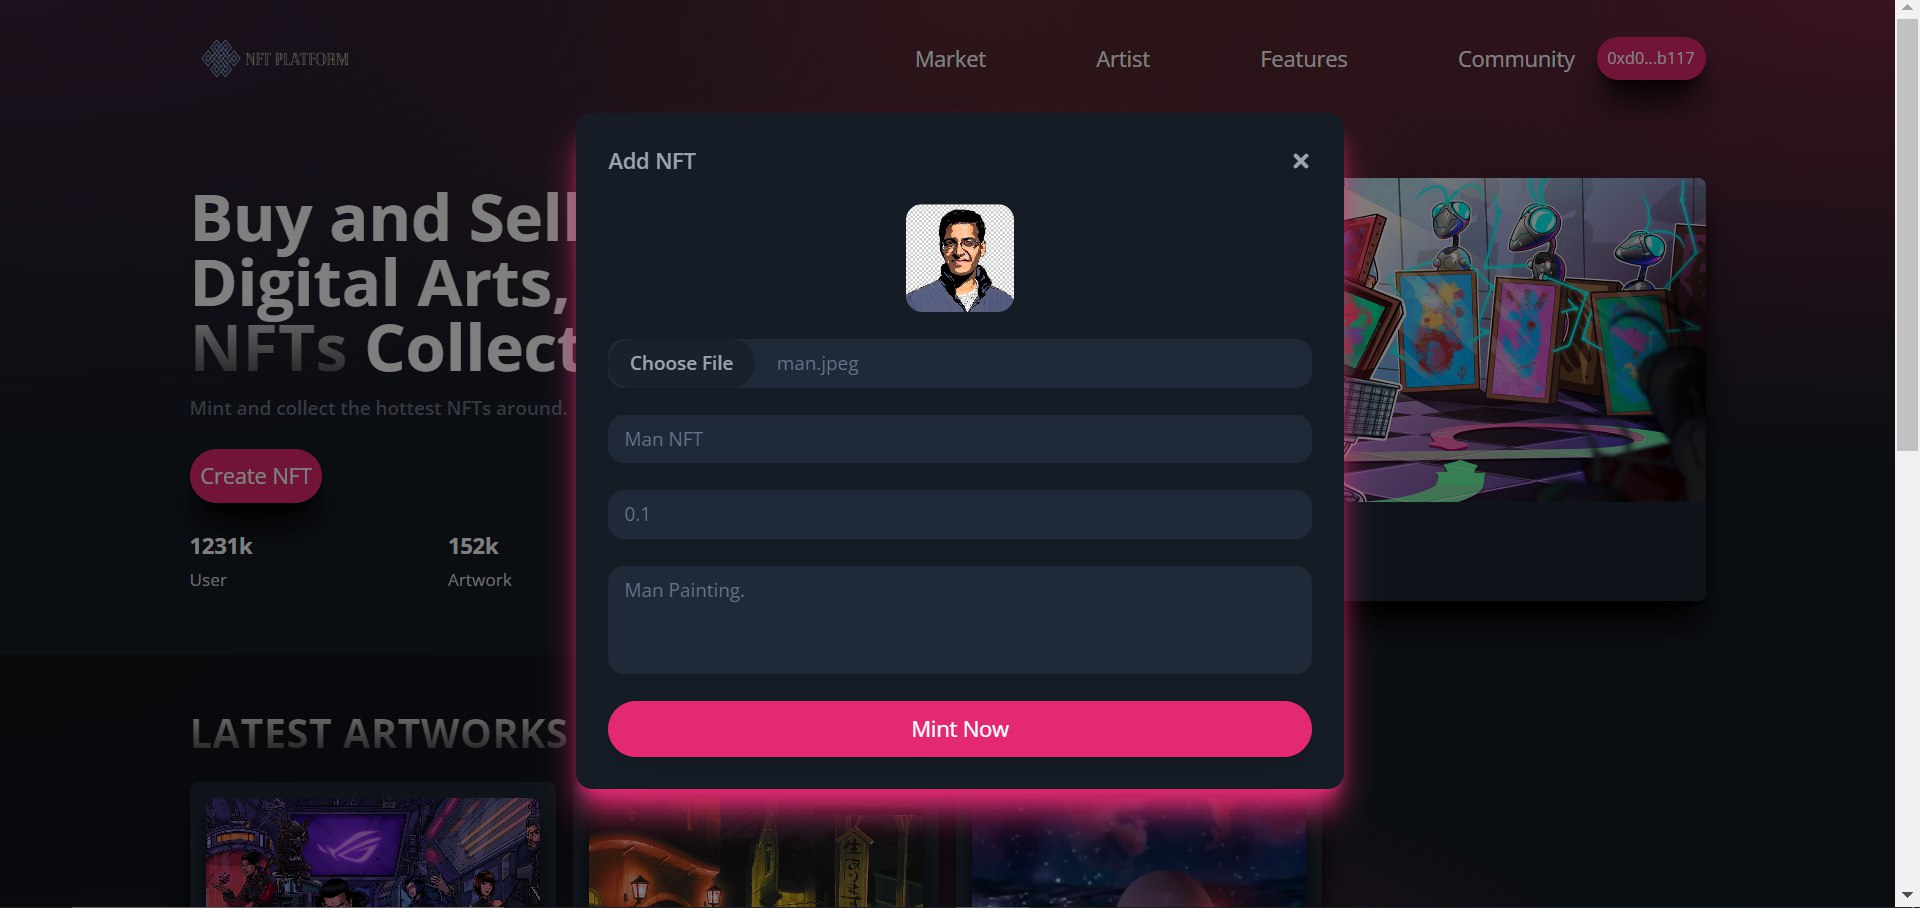 NFT PLATFORM
Market
Artist
Features
Community
0xd0...b117
Add NFT
Buy and Sell
Digital Arts,
NFTs Collect
Mint and collect the hottest NFTs around.
Create NFT
1231k
User
152k
Artwork
Choose File
man.jpeg
Man NFT
0.1
Man Painting.
Mint Now
LATEST ARTWORKS